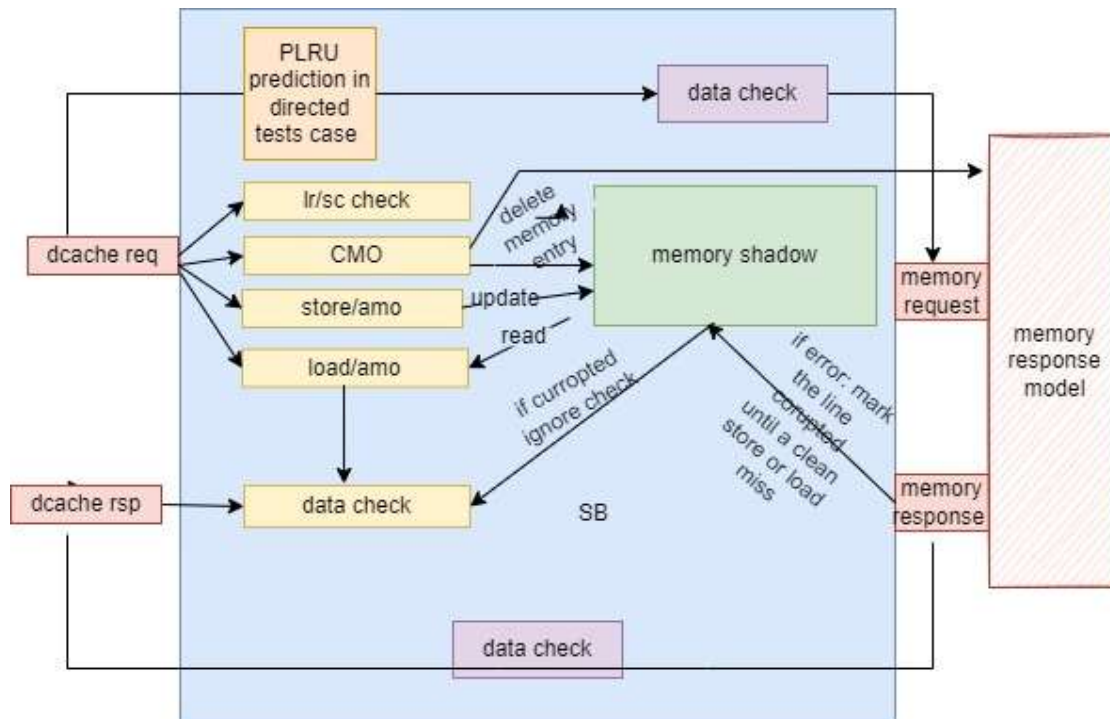 PLRU
prediction in
directed
tests case
data check
lr/sc check
dcache req
CMO
delete
memory
entry
memory shadow
store/amo
update
memory
request
read
load/amo
memory
response
model
if curropted
ignore check
if error: mark
the line
corupted
until a clean
store or load
miss
dcache rsp
data check
SB
memory
response
data check